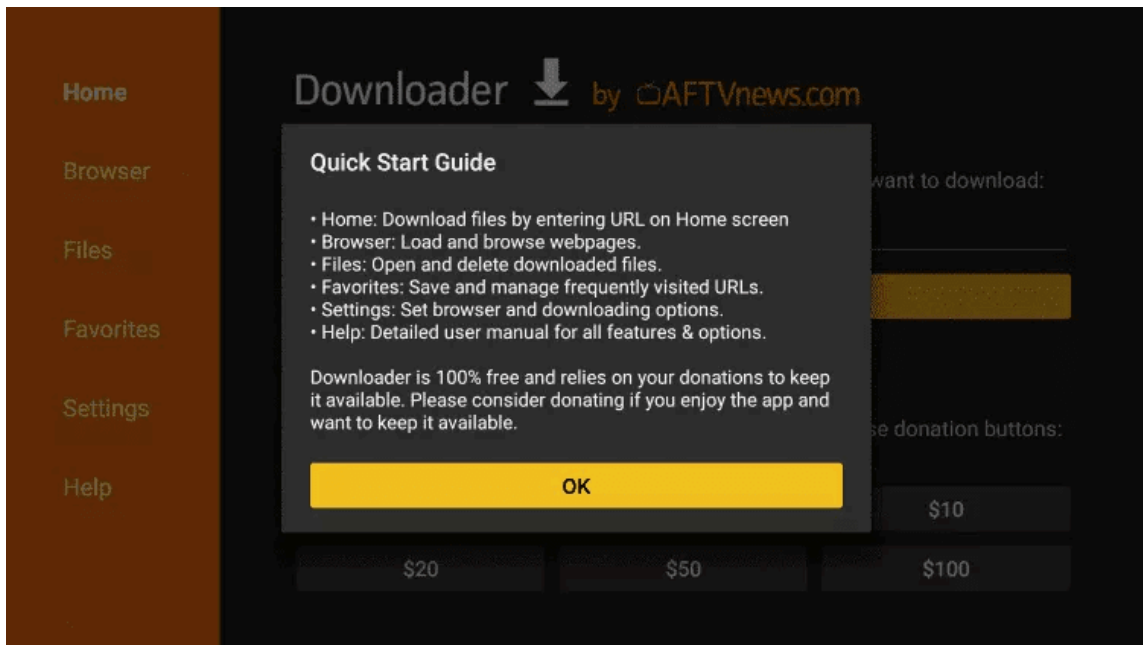 Home
Browser
Files
Favorites
Settings
Help
Downloader by AFTVnews.com
want to download:
Quick Start Guide
• Home: Download files by entering URL on Home screen
• Browser: Load and browse webpages.
• Files: Open and delete downloaded files.
• Favorites: Save and manage frequently visited URLs.
• Settings: Set browser and downloading options.
• Help: Detailed user manual for all features & options.
Downloader is 100% free and relies on your donations to keep
it available. Please consider donating if you enjoy the app and
want to keep it available.
OK
donation buttons:
$10
$20 $50 $100